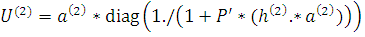 U⁽²⁾ = a⁽²⁾ * diag(1./(1 + P′ * (h⁽²⁾.* a⁽²⁾)))